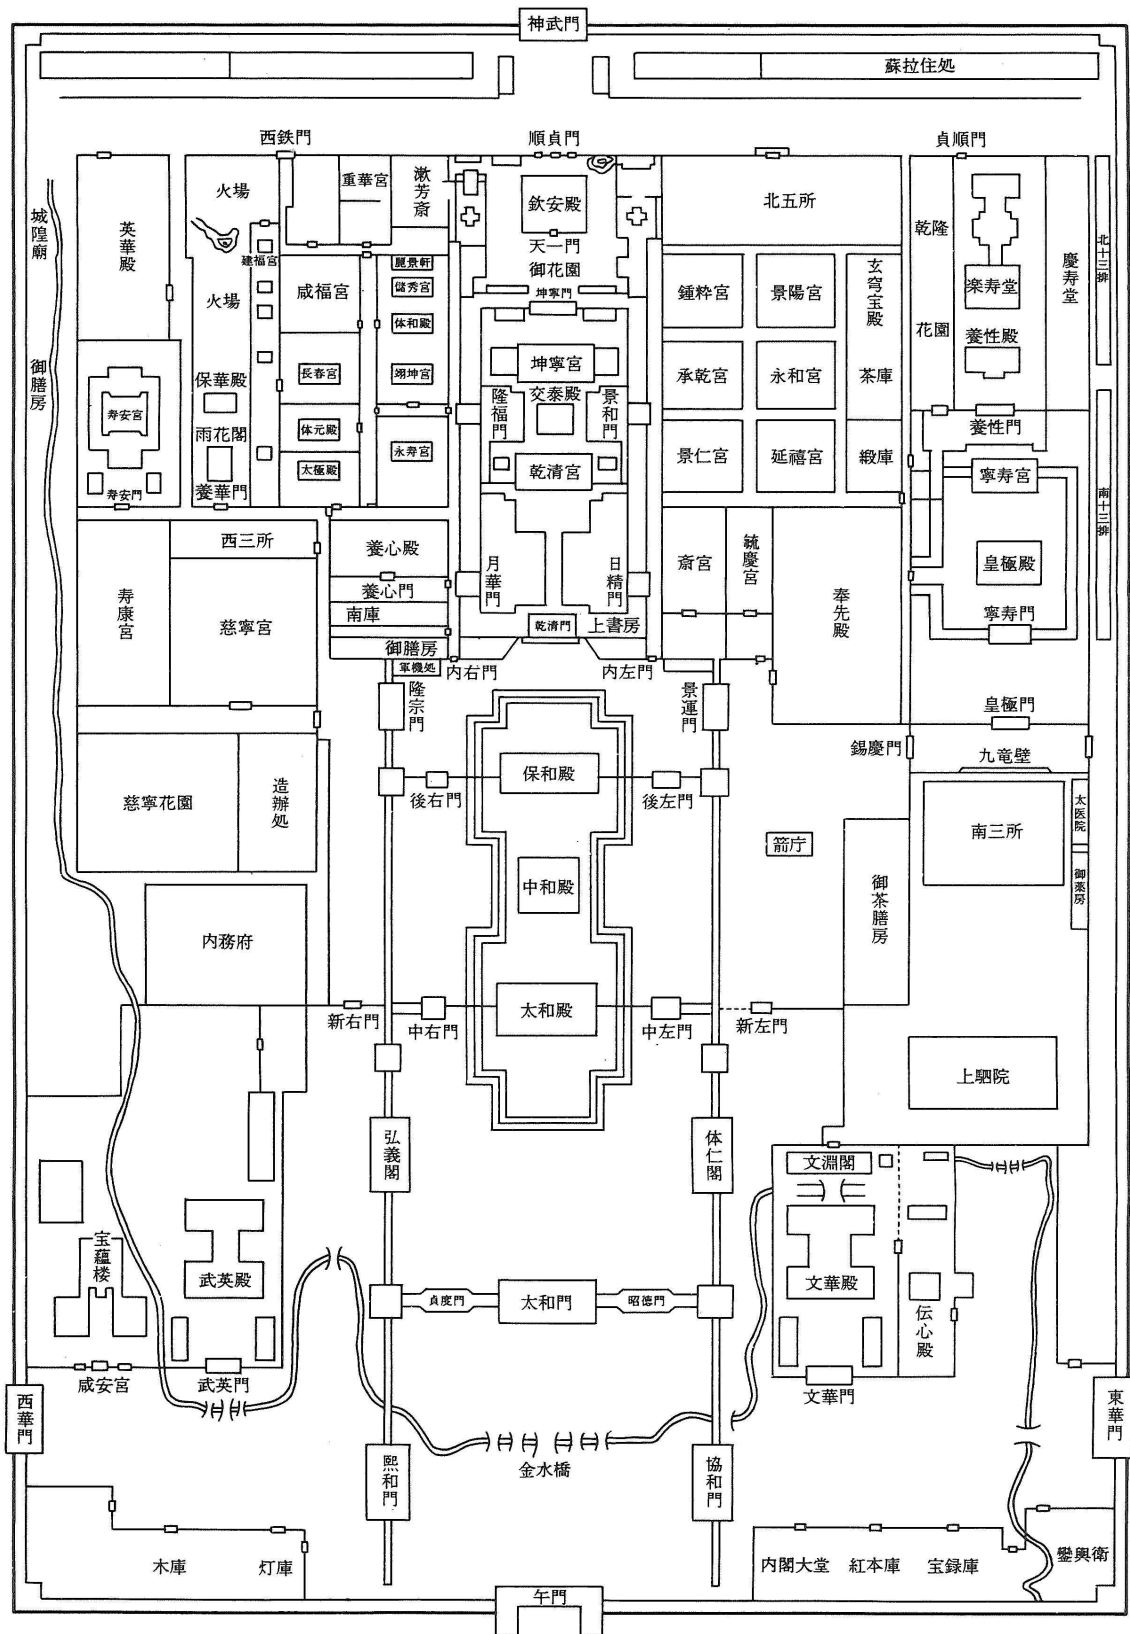 神武門
蘇拉住処
西鉄門
順貞門
貞順門
城隍廟
英華殿
火場
重華宮
漱芳斎
欽安殿
天一門
御花園
坤寧門
北五所
乾隆
花園
楽寿堂
慶寿堂
北十三排
建福宮
火場
咸福宮
麗景軒
儲秀宮
体和殿
鍾粋宮
景陽宮
玄穹宝殿
養性殿
御膳房
寿安宮
寿安門
保華殿
雨花閣
養華門
長春宮
体元殿
太極殿
翊坤宮
永寿宮
坤寧宮
隆福門
交泰殿
景和門
乾清宮
承乾宮
永和宮
茶庫
景仁宮
延禧宮
緞庫
養性門
寧寿宮
南十三排
皇極殿
寧寿門
西三所
寿康宮
慈寧宮
養心殿
養心門
南庫
御膳房
軍機処
月華門
日精門
乾清門
上書房
斎宮
毓慶宮
奉先殿
内右門
内左門
隆宗門
景運門
皇極門
錫慶門
九竜壁
慈寧花園
造辦処
後右門
保和殿
後左門
箭庁
南三所
太医院
御薬房
中和殿
御茶膳房
内務府
新右門
中右門
太和殿
中左門
新左門
上駟院
弘義閣
体仁閣
文淵閣
宝蘊楼
武英殿
貞度門
太和門
昭徳門
文華殿
伝心殿
咸安宮
武英門
文華門
西華門
東華門
熙和門
金水橋
協和門
木庫
灯庫
内閣大堂
紅本庫
宝録庫
鑾輿衛
午門